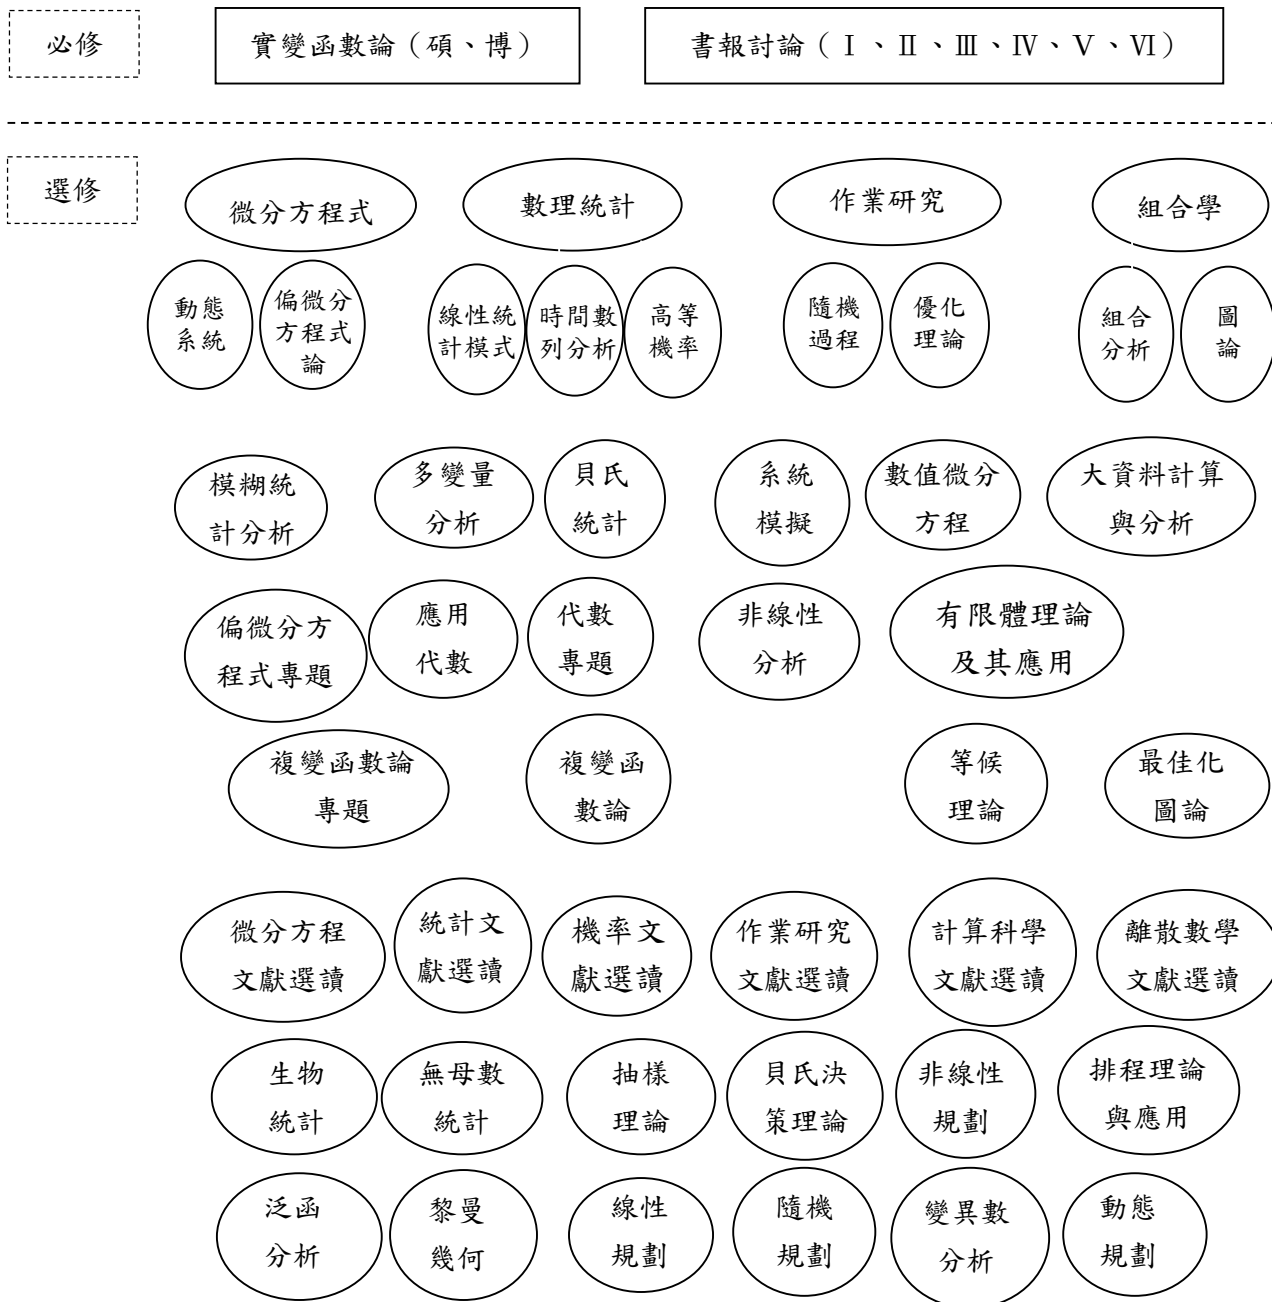 必修
實變函數論（碩、博）
書報討論（Ⅰ、Ⅱ、Ⅲ、Ⅳ、Ⅴ、Ⅵ）
選修
微分方程式
數理統計
作業研究
組合學
動態
系統
偏微分
方程式
論
線性統
計模式
時間數
列分析
高等
機率
隨機
過程
優化
理論
組合
分析
圖
論
模糊統
計分析
多變量
分析
貝氏
統計
系統
模擬
數值微分
方程
大資料計算
與分析
偏微分方
程式專題
應用
代數
代數
專題
非線性
分析
有限體理論
及其應用
複變函數論
專題
複變函
數論
等候
理論
最佳化
圖論
微分方程
文獻選讀
統計文
獻選讀
機率文
獻選讀
作業研究
文獻選讀
計算科學
文獻選讀
離散數學
文獻選讀
生物
統計
無母數
統計
抽樣
理論
貝氏決
策理論
非線性
規劃
排程理論
與應用
泛函
分析
黎曼
幾何
線性
規劃
隨機
規劃
變異數
分析
動態
規劃